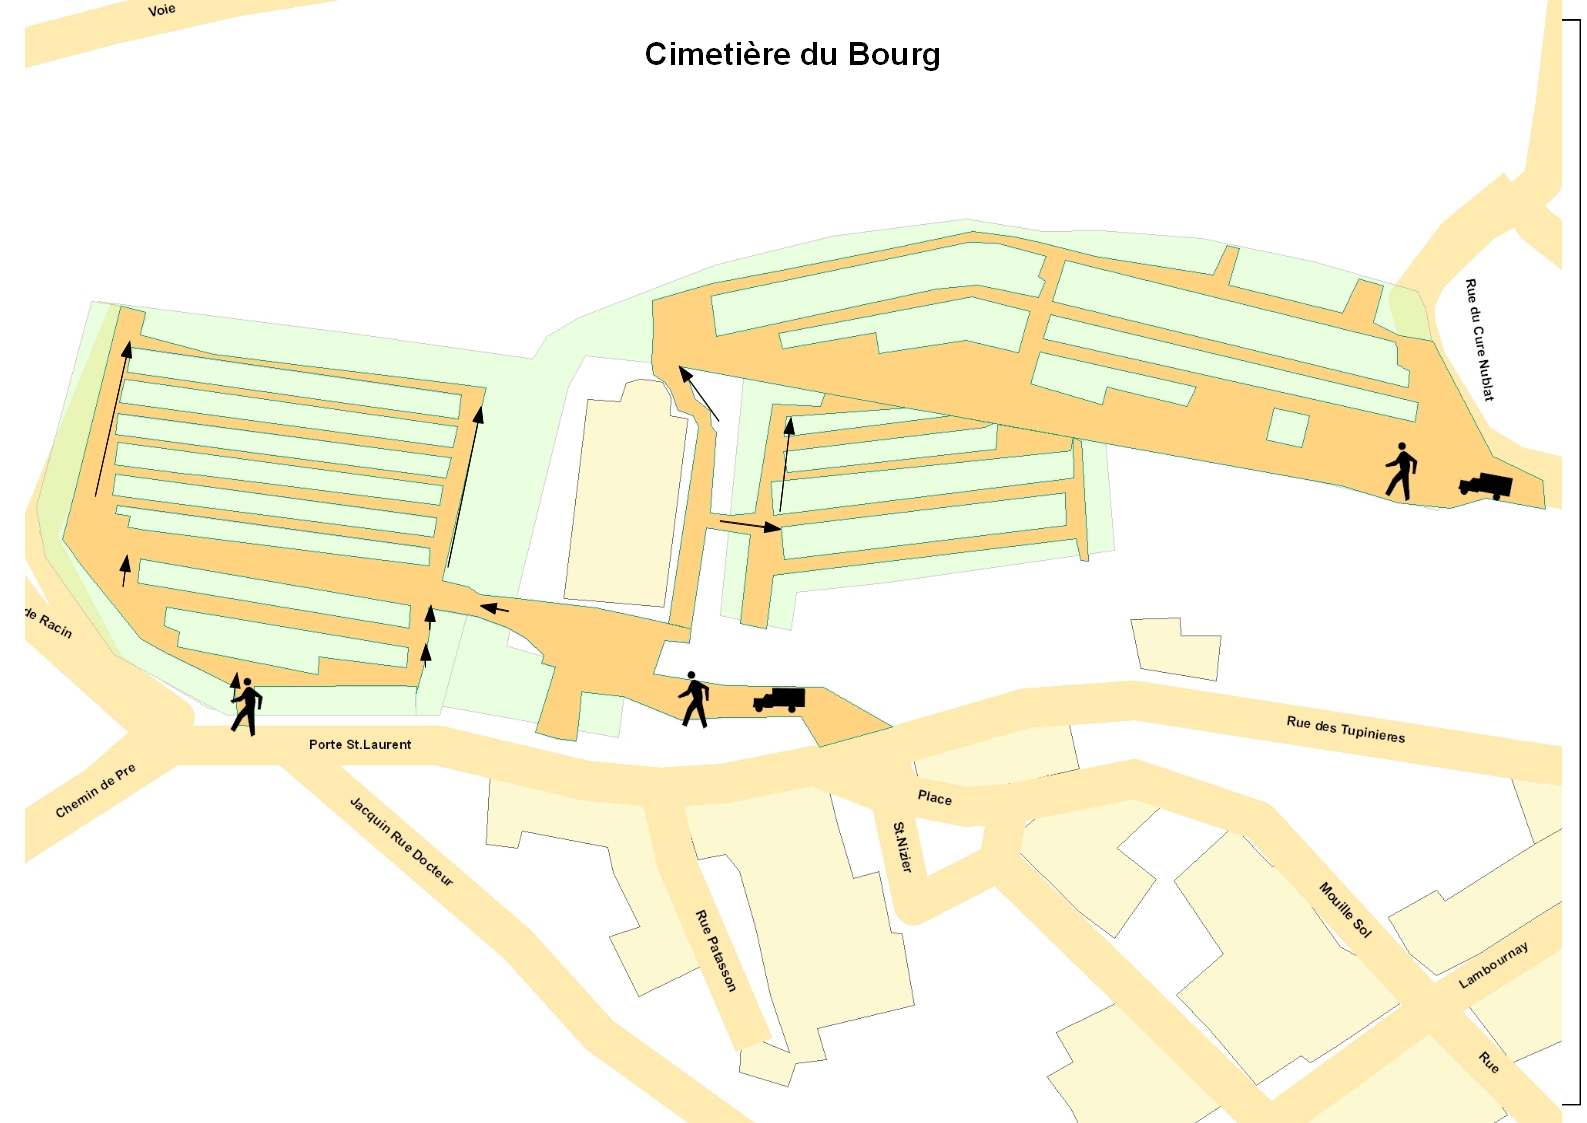 Voie
Cimetière du Bourg
Rue du Cure Nublat
de Racin
Porte St.Laurent
Rue des Tupinieres
Chemin de Pre
Place
Jacquin Rue Docteur
St.Nizier
Rue Patasson
Mouille Sol
Lambournay
Rue